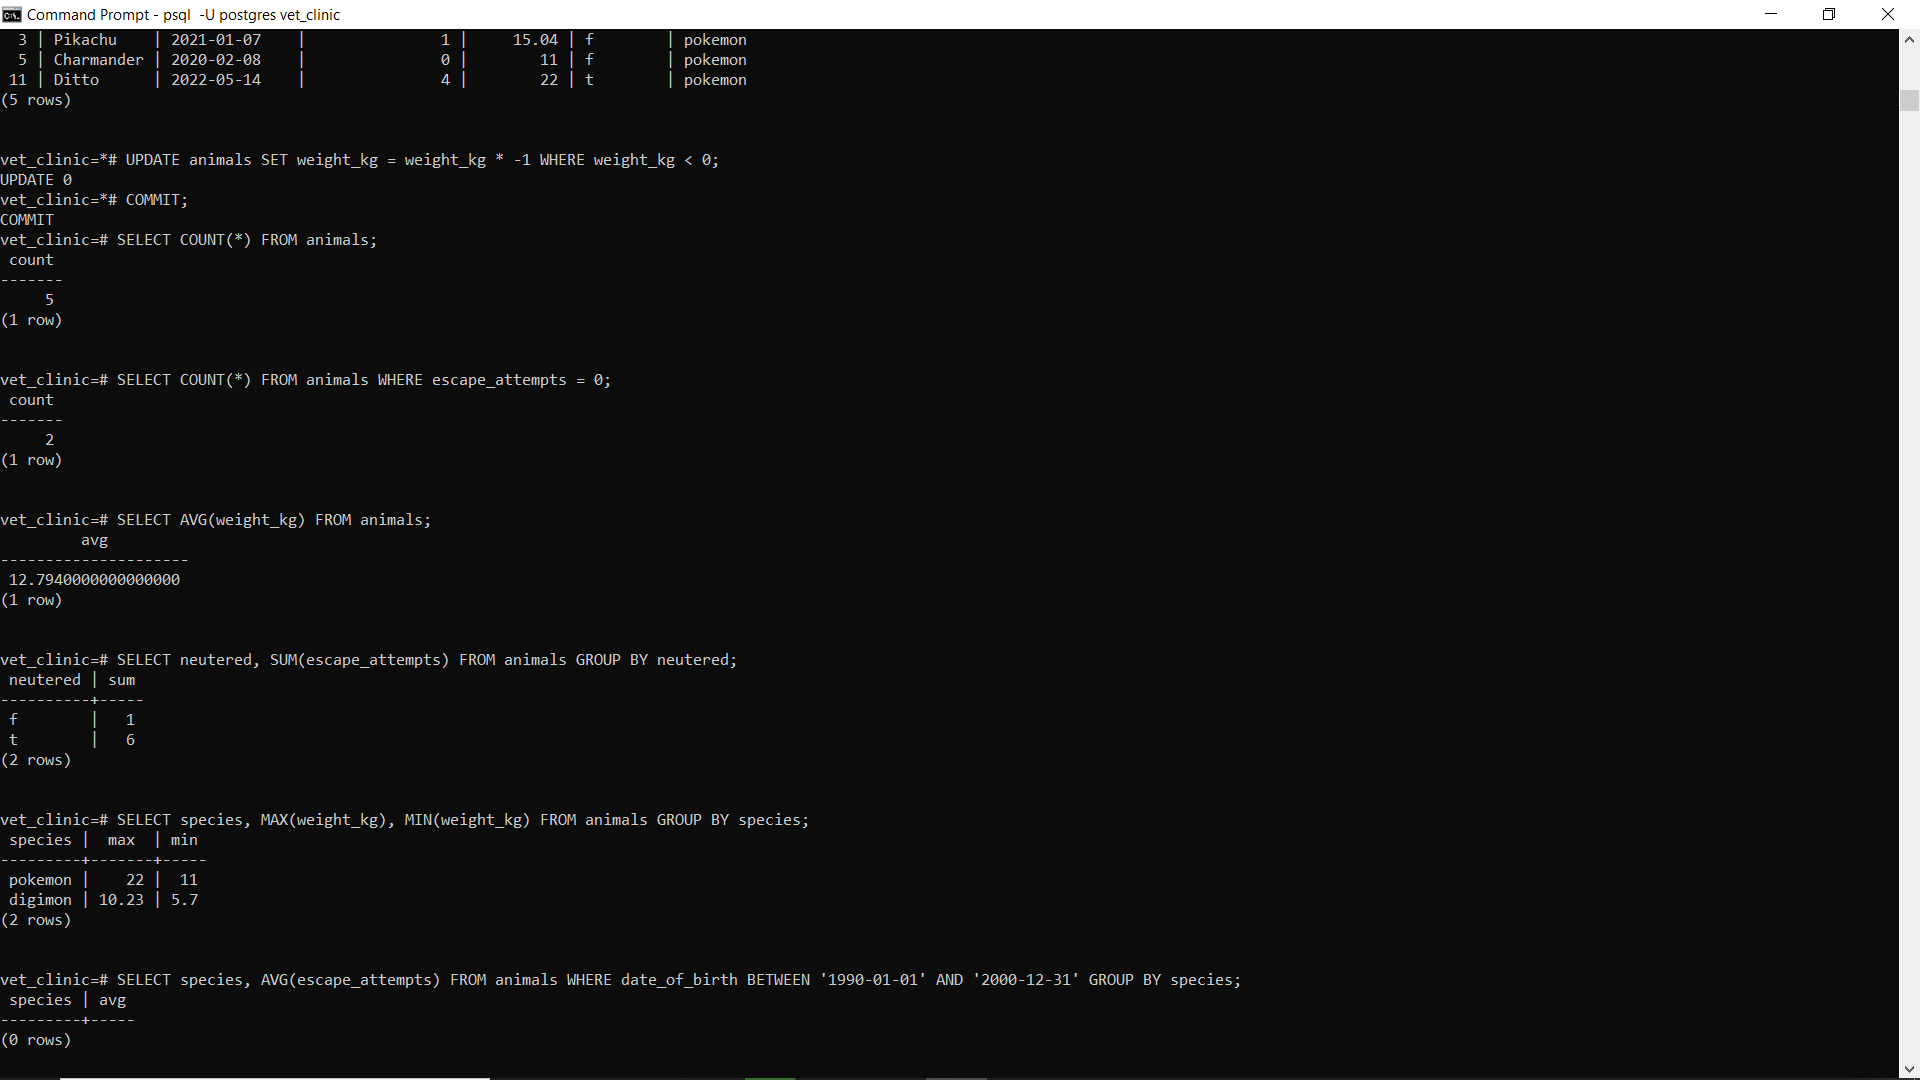 Command Prompt - psql  -U postgres vet_clinic
  3 | Pikachu    | 2021-01-07    |               1 |     15.04 | f        | pokemon
  5 | Charmander | 2020-02-08    |               0 |        11 | f        | pokemon
 11 | Ditto      | 2022-05-14    |               4 |        22 | t        | pokemon
(5 rows)
vet_clinic=*# UPDATE animals SET weight_kg = weight_kg * -1 WHERE weight_kg < 0;
UPDATE 0
vet_clinic=*# COMMIT;
COMMIT
vet_clinic=# SELECT COUNT(*) FROM animals;
 count
-------
     5
(1 row)
vet_clinic=# SELECT COUNT(*) FROM animals WHERE escape_attempts = 0;
 count
-------
     2
(1 row)
vet_clinic=# SELECT AVG(weight_kg) FROM animals;
         avg
---------------------
 12.7940000000000000
(1 row)
vet_clinic=# SELECT neutered, SUM(escape_attempts) FROM animals GROUP BY neutered;
 neutered | sum
----------+-----
 f        |   1
 t        |   6
(2 rows)
vet_clinic=# SELECT species, MAX(weight_kg), MIN(weight_kg) FROM animals GROUP BY species;
 species |  max  | min
---------+-------+-----
 pokemon |    22 |  11
 digimon | 10.23 | 5.7
(2 rows)
vet_clinic=# SELECT species, AVG(escape_attempts) FROM animals WHERE date_of_birth BETWEEN '1990-01-01' AND '2000-12-31' GROUP BY species;
 species | avg
---------+-----
(0 rows)